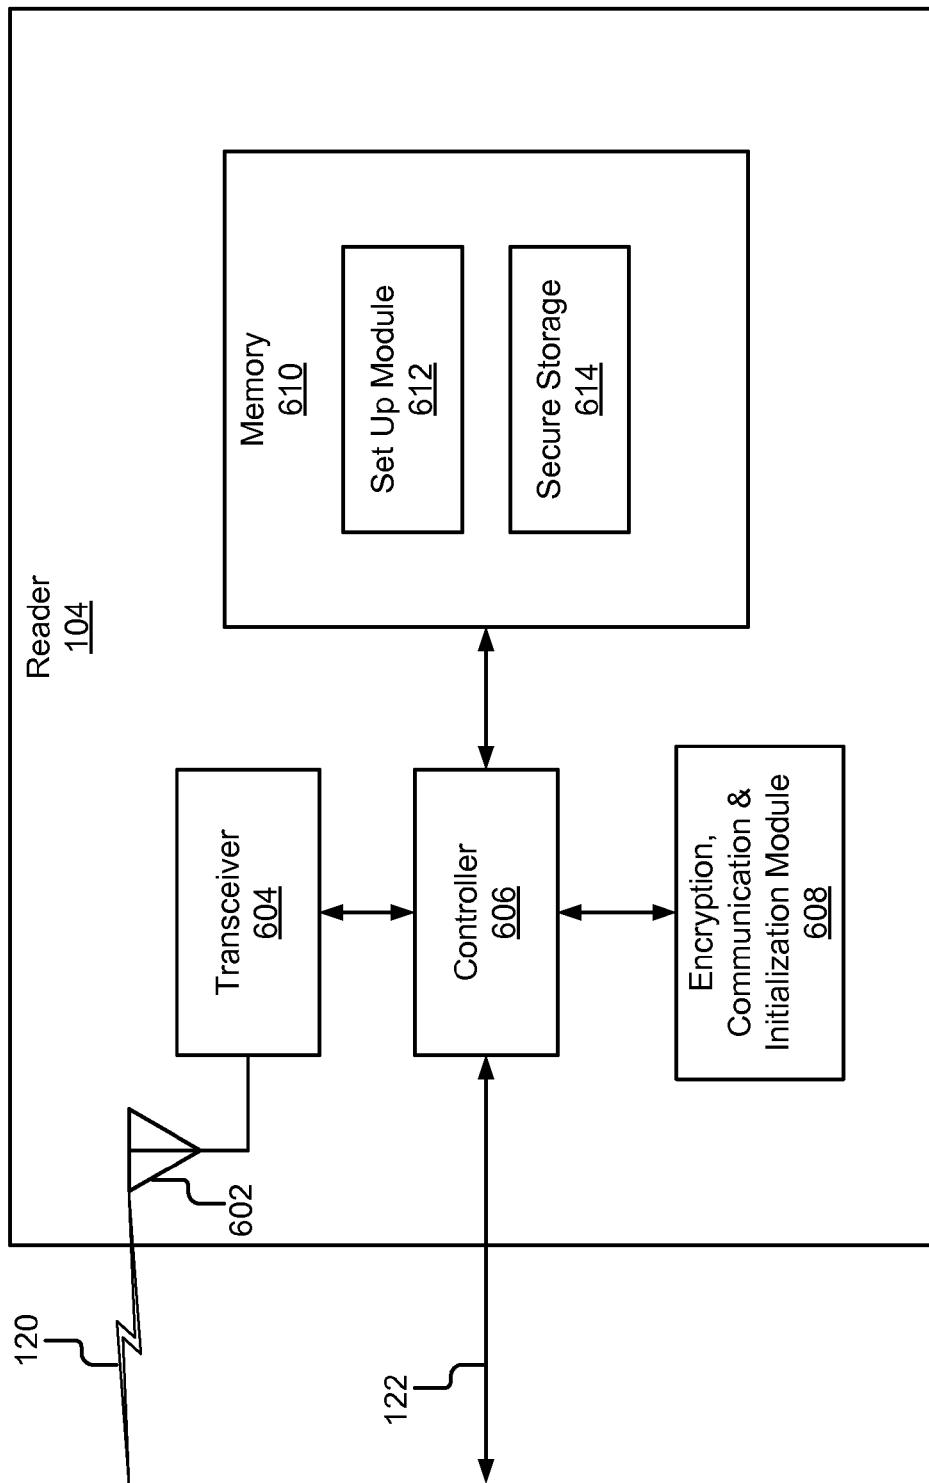 Reader
104
Memory
610
Set Up Module
612
Secure Storage
614
Transceiver
604
Controller
606
Encryption,
Communication &
Initialization Module
608
602
120
122